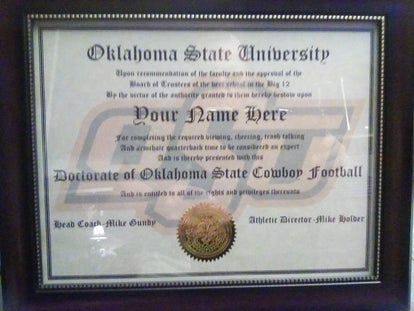 Oklahoma State University
Upon recommendation of the faculty and the approval of the
Board of Trustees of the best school in the Big 12
By the virtue of the authority granted to them hereby bestow upon
Your Name Here
For completing the required viewing, cheering, trash talking
And armchair quarterback time to be considered an expert
And is hereby presented with this
Doctorate of Oklahoma State Cowboy Football
And is entitled to all of the rights and privileges thereunto
Head Coach-Mike Gundy
Athletic Director-Mike Holder